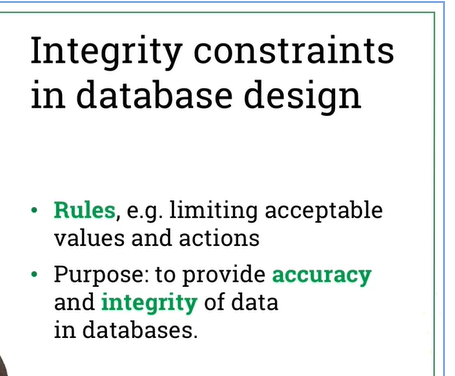 Integrity constraints
in database design
• Rules, e.g. limiting acceptable
values and actions
• Purpose: to provide accuracy
and integrity of data
in databases.